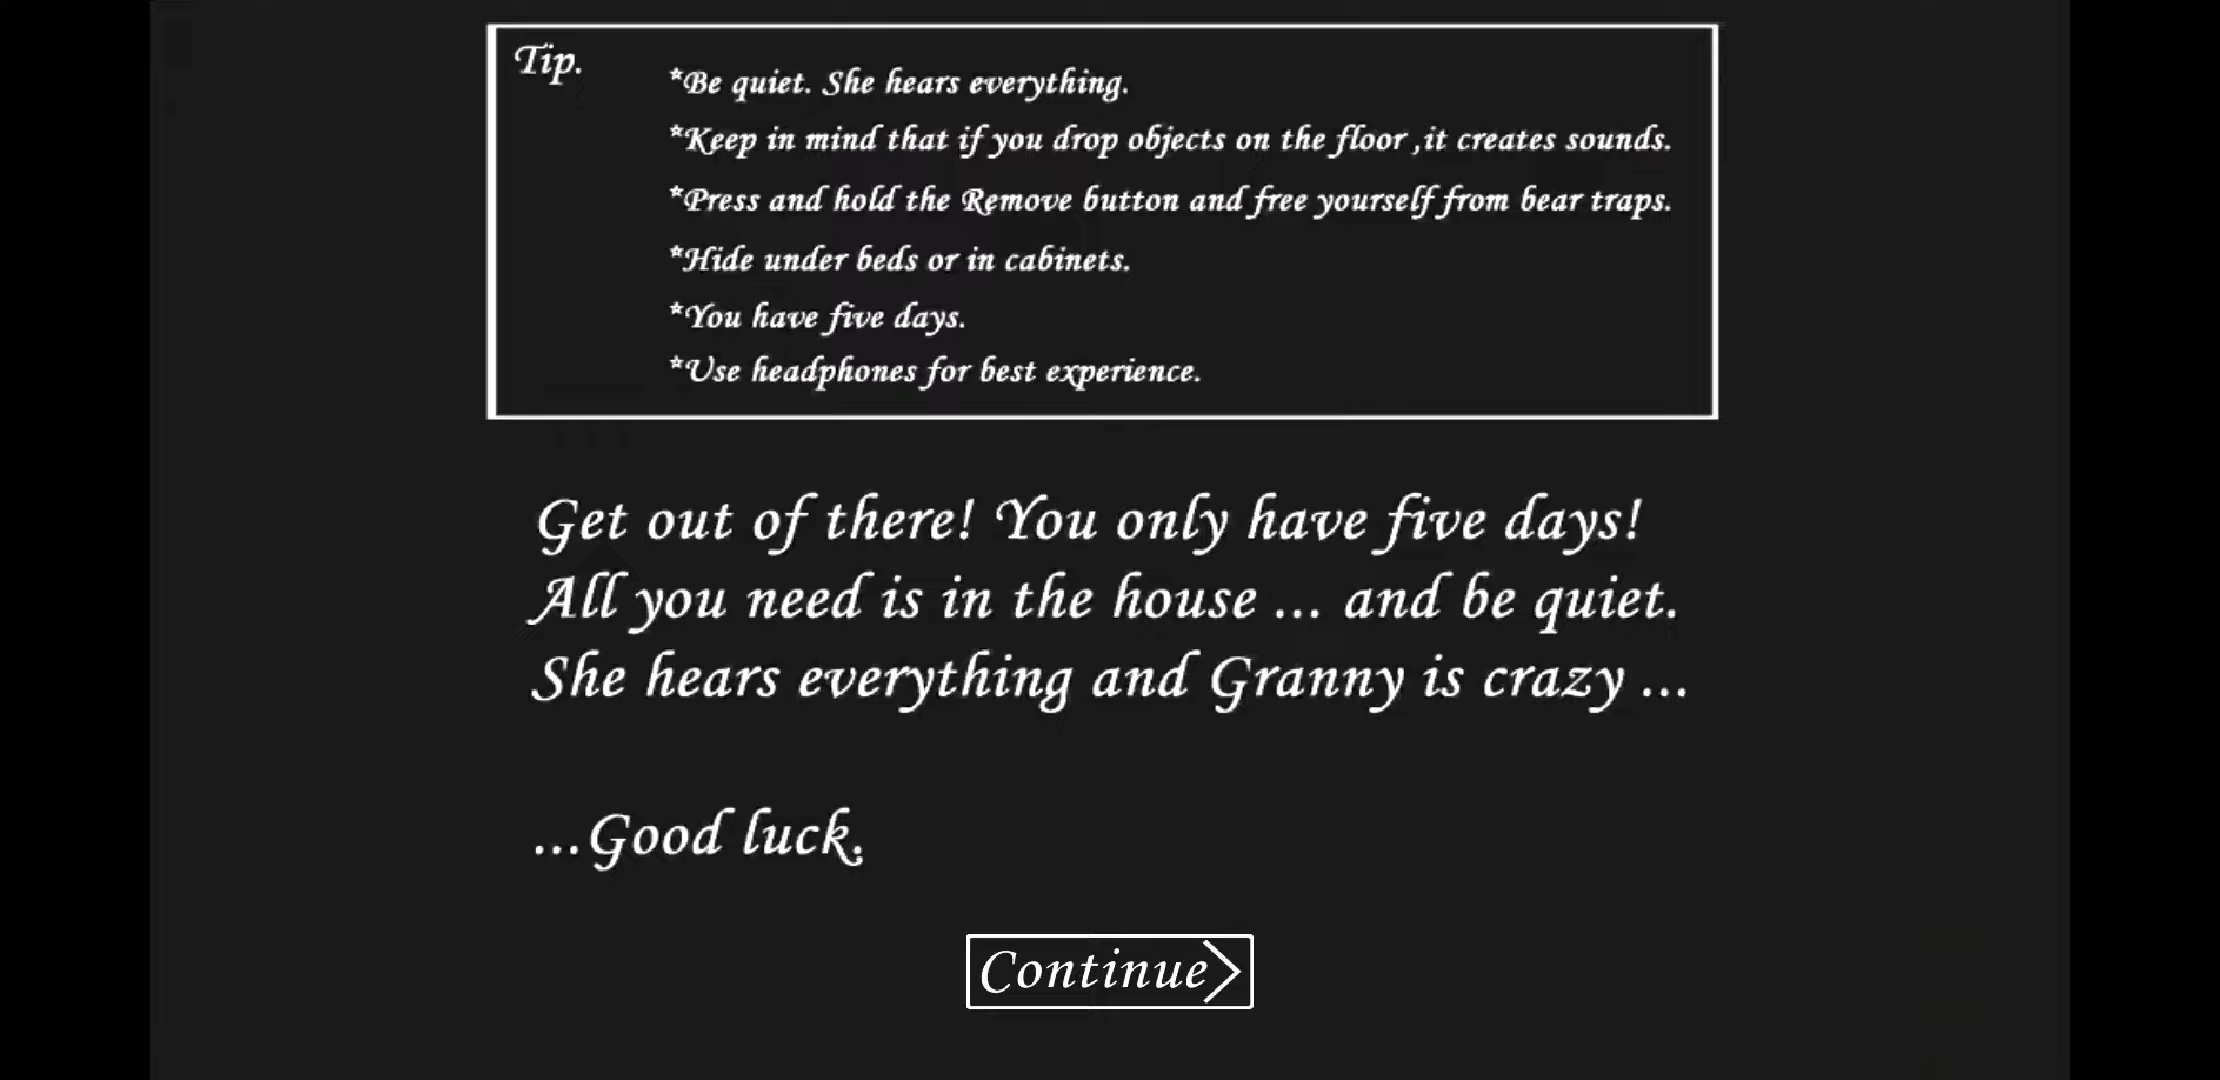 Tip.
*Be quiet. She hears everything.
*Keep in mind that if you drop objects on the floor ,it creates sounds.
*Press and hold the Remove button and free yourself from bear traps.
*Hide under beds or in cabinets.
*You have five days.
*Use headphones for best experience.
Get out of there! You only have five days!
All you need is in the house ... and be quiet.
She hears everything and Granny is crazy ...
...Good luck.
Continue>